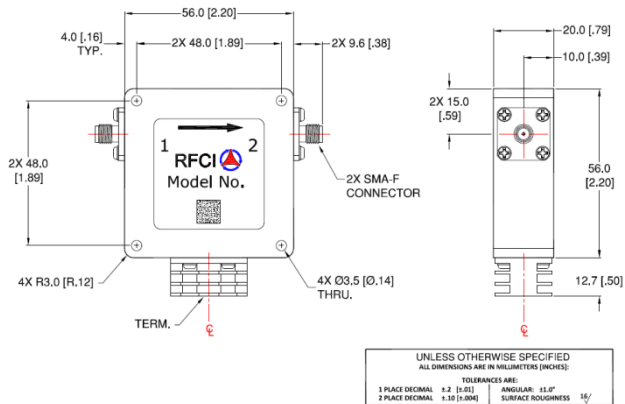 56.0 [2.20]
4.0 [.16]
TYP.
2X 48.0 [1.89]
2X 9.6 [.38]
20.0 [.79]
10.0 [.39]
2X 15.0
[.59]
2X 48.0
[1.89]
1 2
RFCI
Model No.
2X SMA-F
CONNECTOR
56.0
[2.20]
4X R3.0 [R.12]
4X Ø3,5 [Ø.14]
THRU.
12,7 [.50]
TERM.
UNLESS OTHERWISE SPECIFIED
ALL DIMENSIONS ARE IN MILLIMETERS [INCHES]:
TOLERANCES ARE:
1 PLACE DECIMAL ±.2 [±.01] ANGULAR: ±1.0°
2 PLACE DECIMAL ±.10 [±.004] SURFACE ROUGHNESS 16/